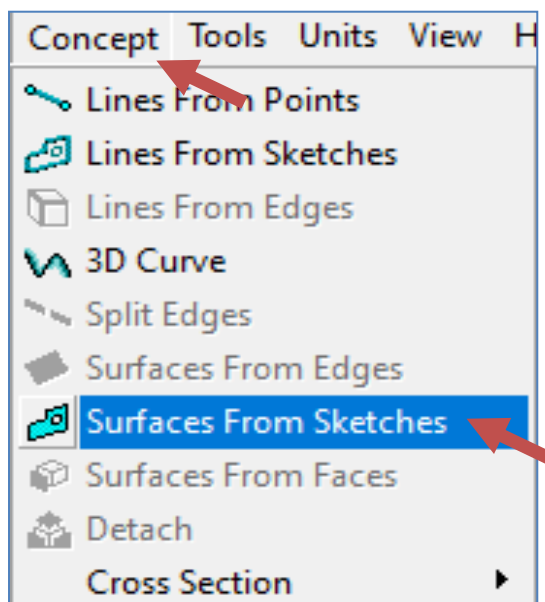 Concept Tools Units View H
Lines From Points
Lines From Sketches
Lines From Edges
3D Curve
Split Edges
Surfaces From Edges
Surfaces From Sketches
Surfaces From Faces
Detach
Cross Section